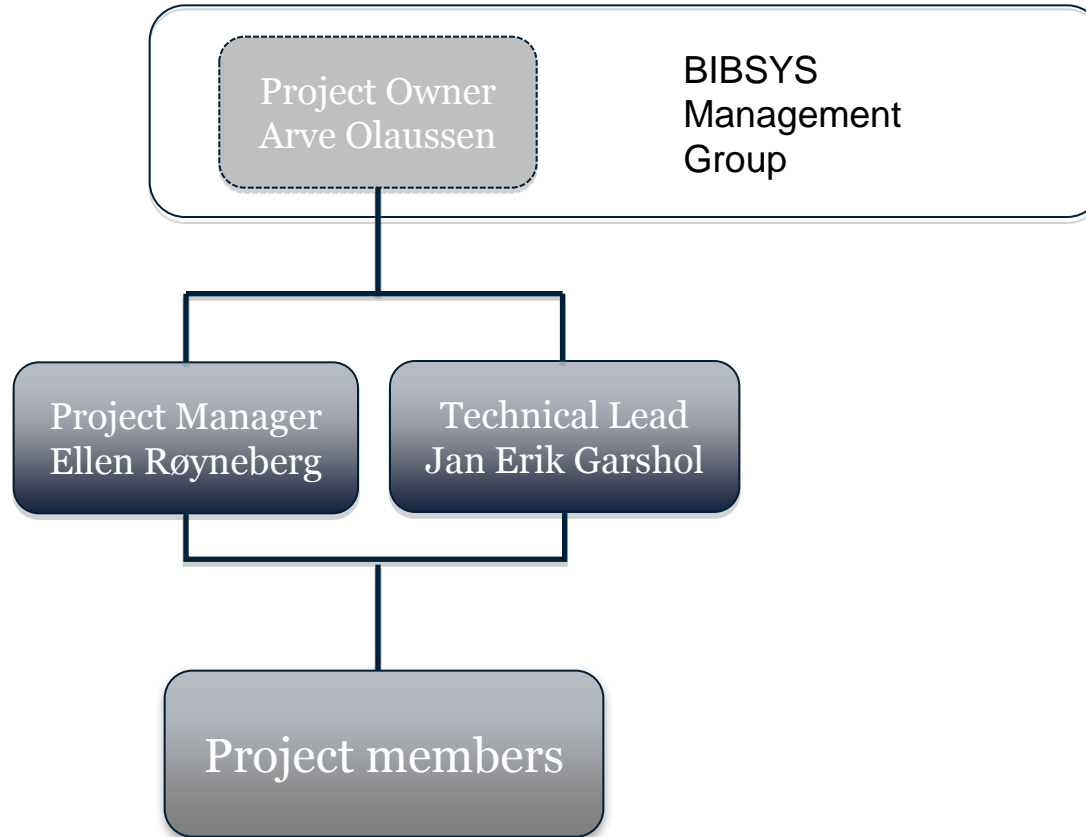 Project Owner
Arve Olaussen
BIBSYS
Management
Group
Project Manager
Ellen Røyneberg
Technical Lead
Jan Erik Garshol
Project members